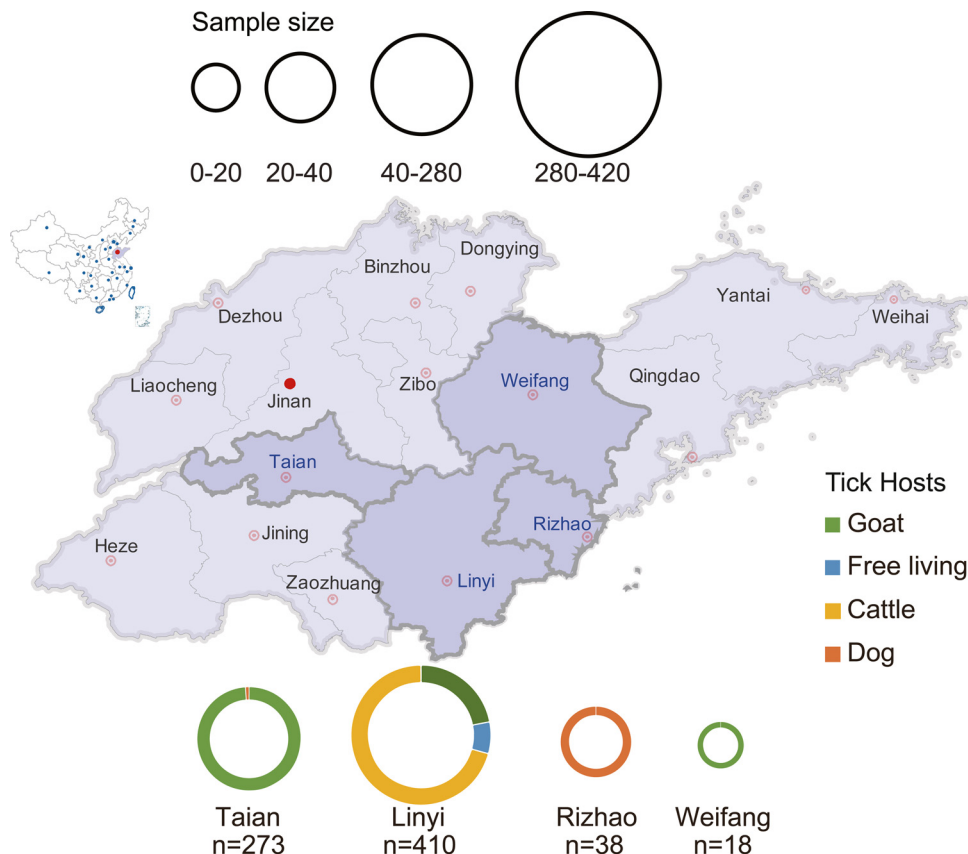 Sample size
0-20
20-40
40-280
280-420
Dongying
Binzhou
Yantai
Dezhou
Weihai
Liaocheng
Zibo
Weifang
Qingdao
Jinan
Taian
Tick Hosts
Goat
Rizhao
Jining
Heze
Free living
Zaozhuang
Linyi
Cattle
Dog
Taian
n=273
Linyi
n=410
Rizhao
n=38
Weifang
n=18